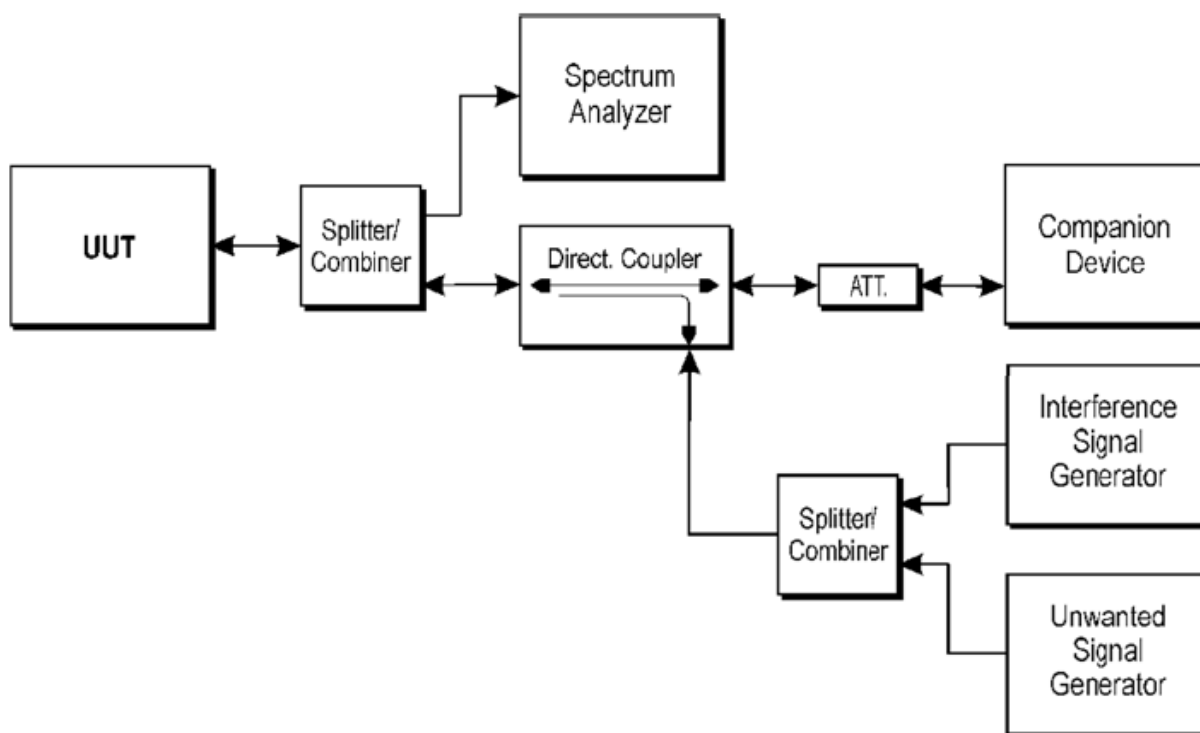 Spectrum
Analyzer
UUT
Splitter/
Combiner
Direct. Coupler
ATT.
Companion
Device
Interference
Signal
Generator
Splitter/
Combiner
Unwanted
Signal
Generator